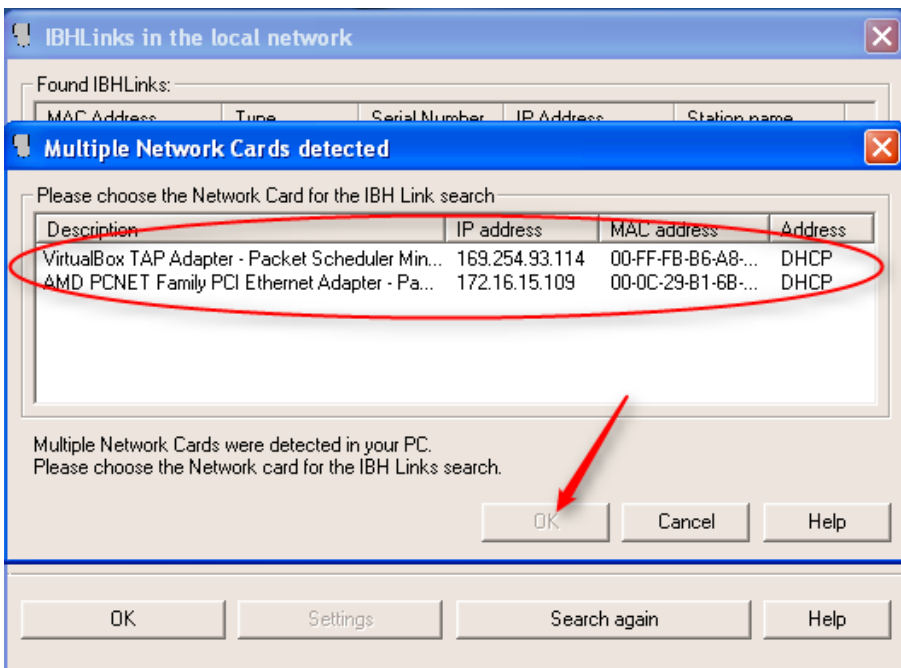 IBHLinks in the local network
Found IBHLinks:
MAC Address Type Serial Number IP Address Station name
Multiple Network Cards detected
Please choose the Network Card for the IBH Link search
Description IP address MAC address Address
VirtualBox TAP Adapter - Packet Scheduler Min... 169.254.93.114 00-FF-FB-B6-A8-... DHCP
AMD PCNET Family PCI Ethernet Adapter - Pa... 172.16.15.109 00-0C-29-B1-6B-... DHCP
Multiple Network Cards were detected in your PC.
Please choose the Network card for the IBH Links search.
OK Cancel Help
OK Settings Search again Help